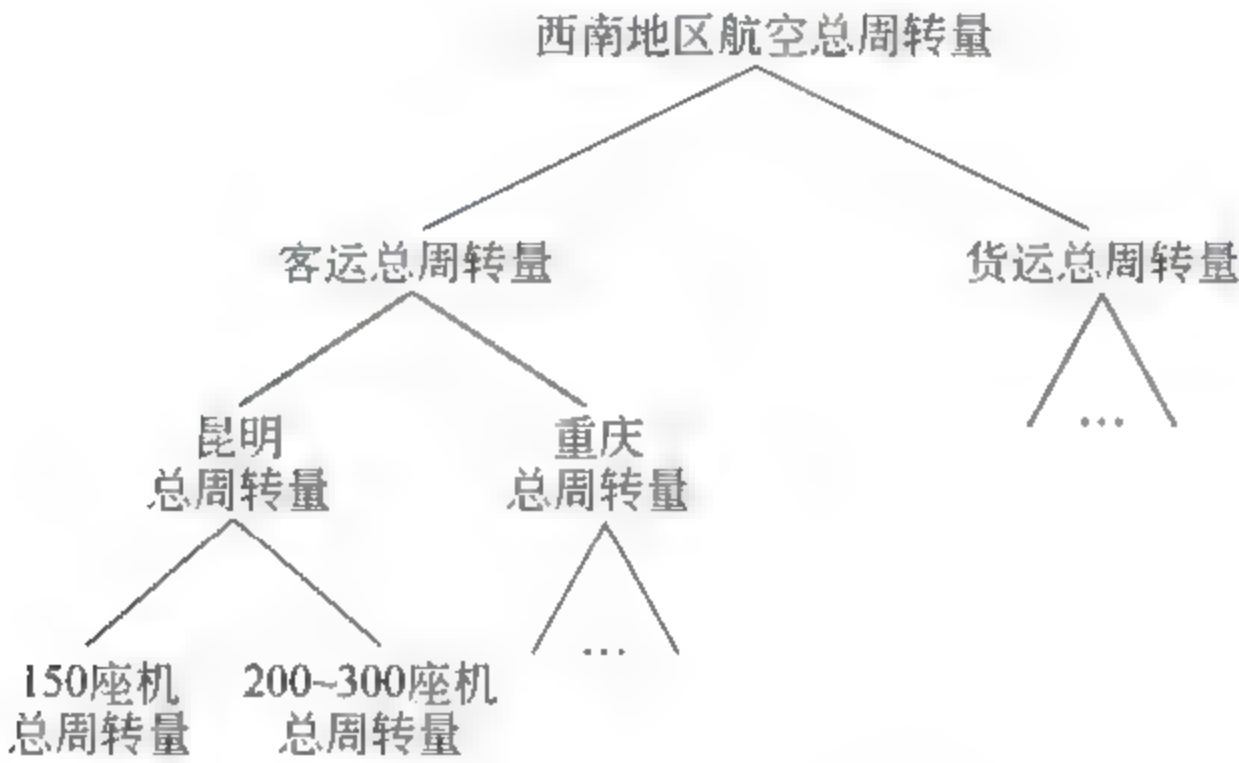 西南地区航空总周转量
客运总周转量
货运总周转量
…
昆明
总周转量
重庆
总周转量
150座机
总周转量
200~300座机
总周转量
…